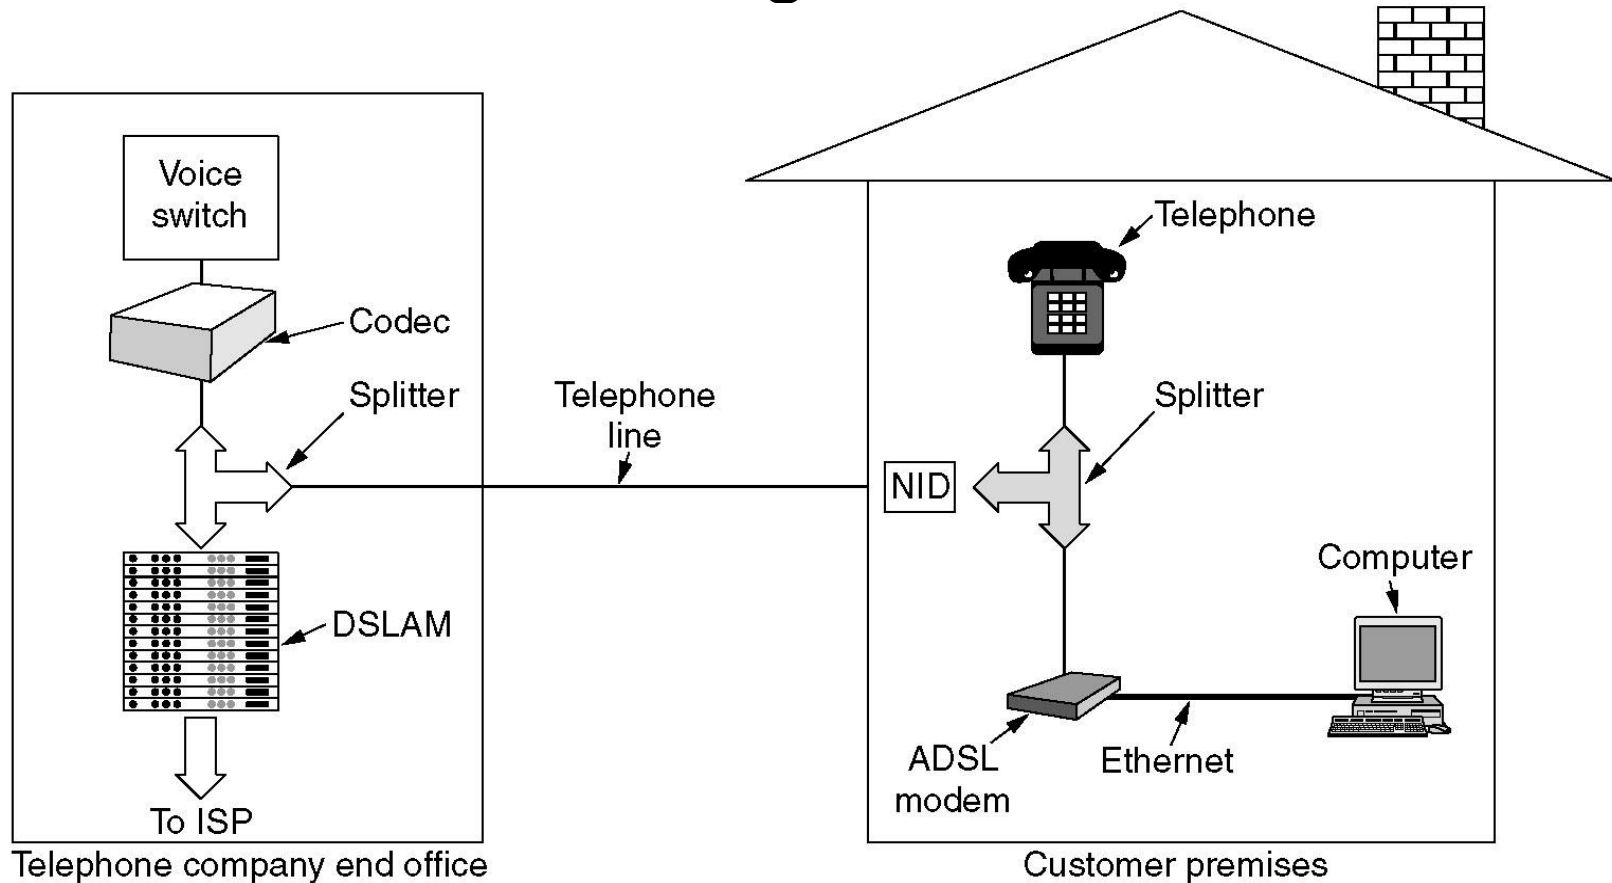 Voice
switch
Codec
Splitter
DSLAM
To ISP
Telephone company end office
Telephone
line
Telephone
Splitter
NID
Computer
ADSL
modem
Ethernet
Customer premises